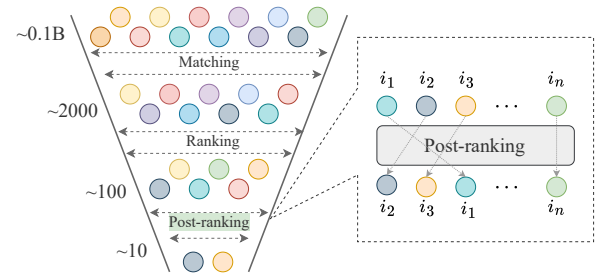 ~0.1B
Matching
~2000
Ranking
~100
Post-ranking
~10
i1 i2 i3 ··· in
Post-ranking
i2 i3 i1 ··· in